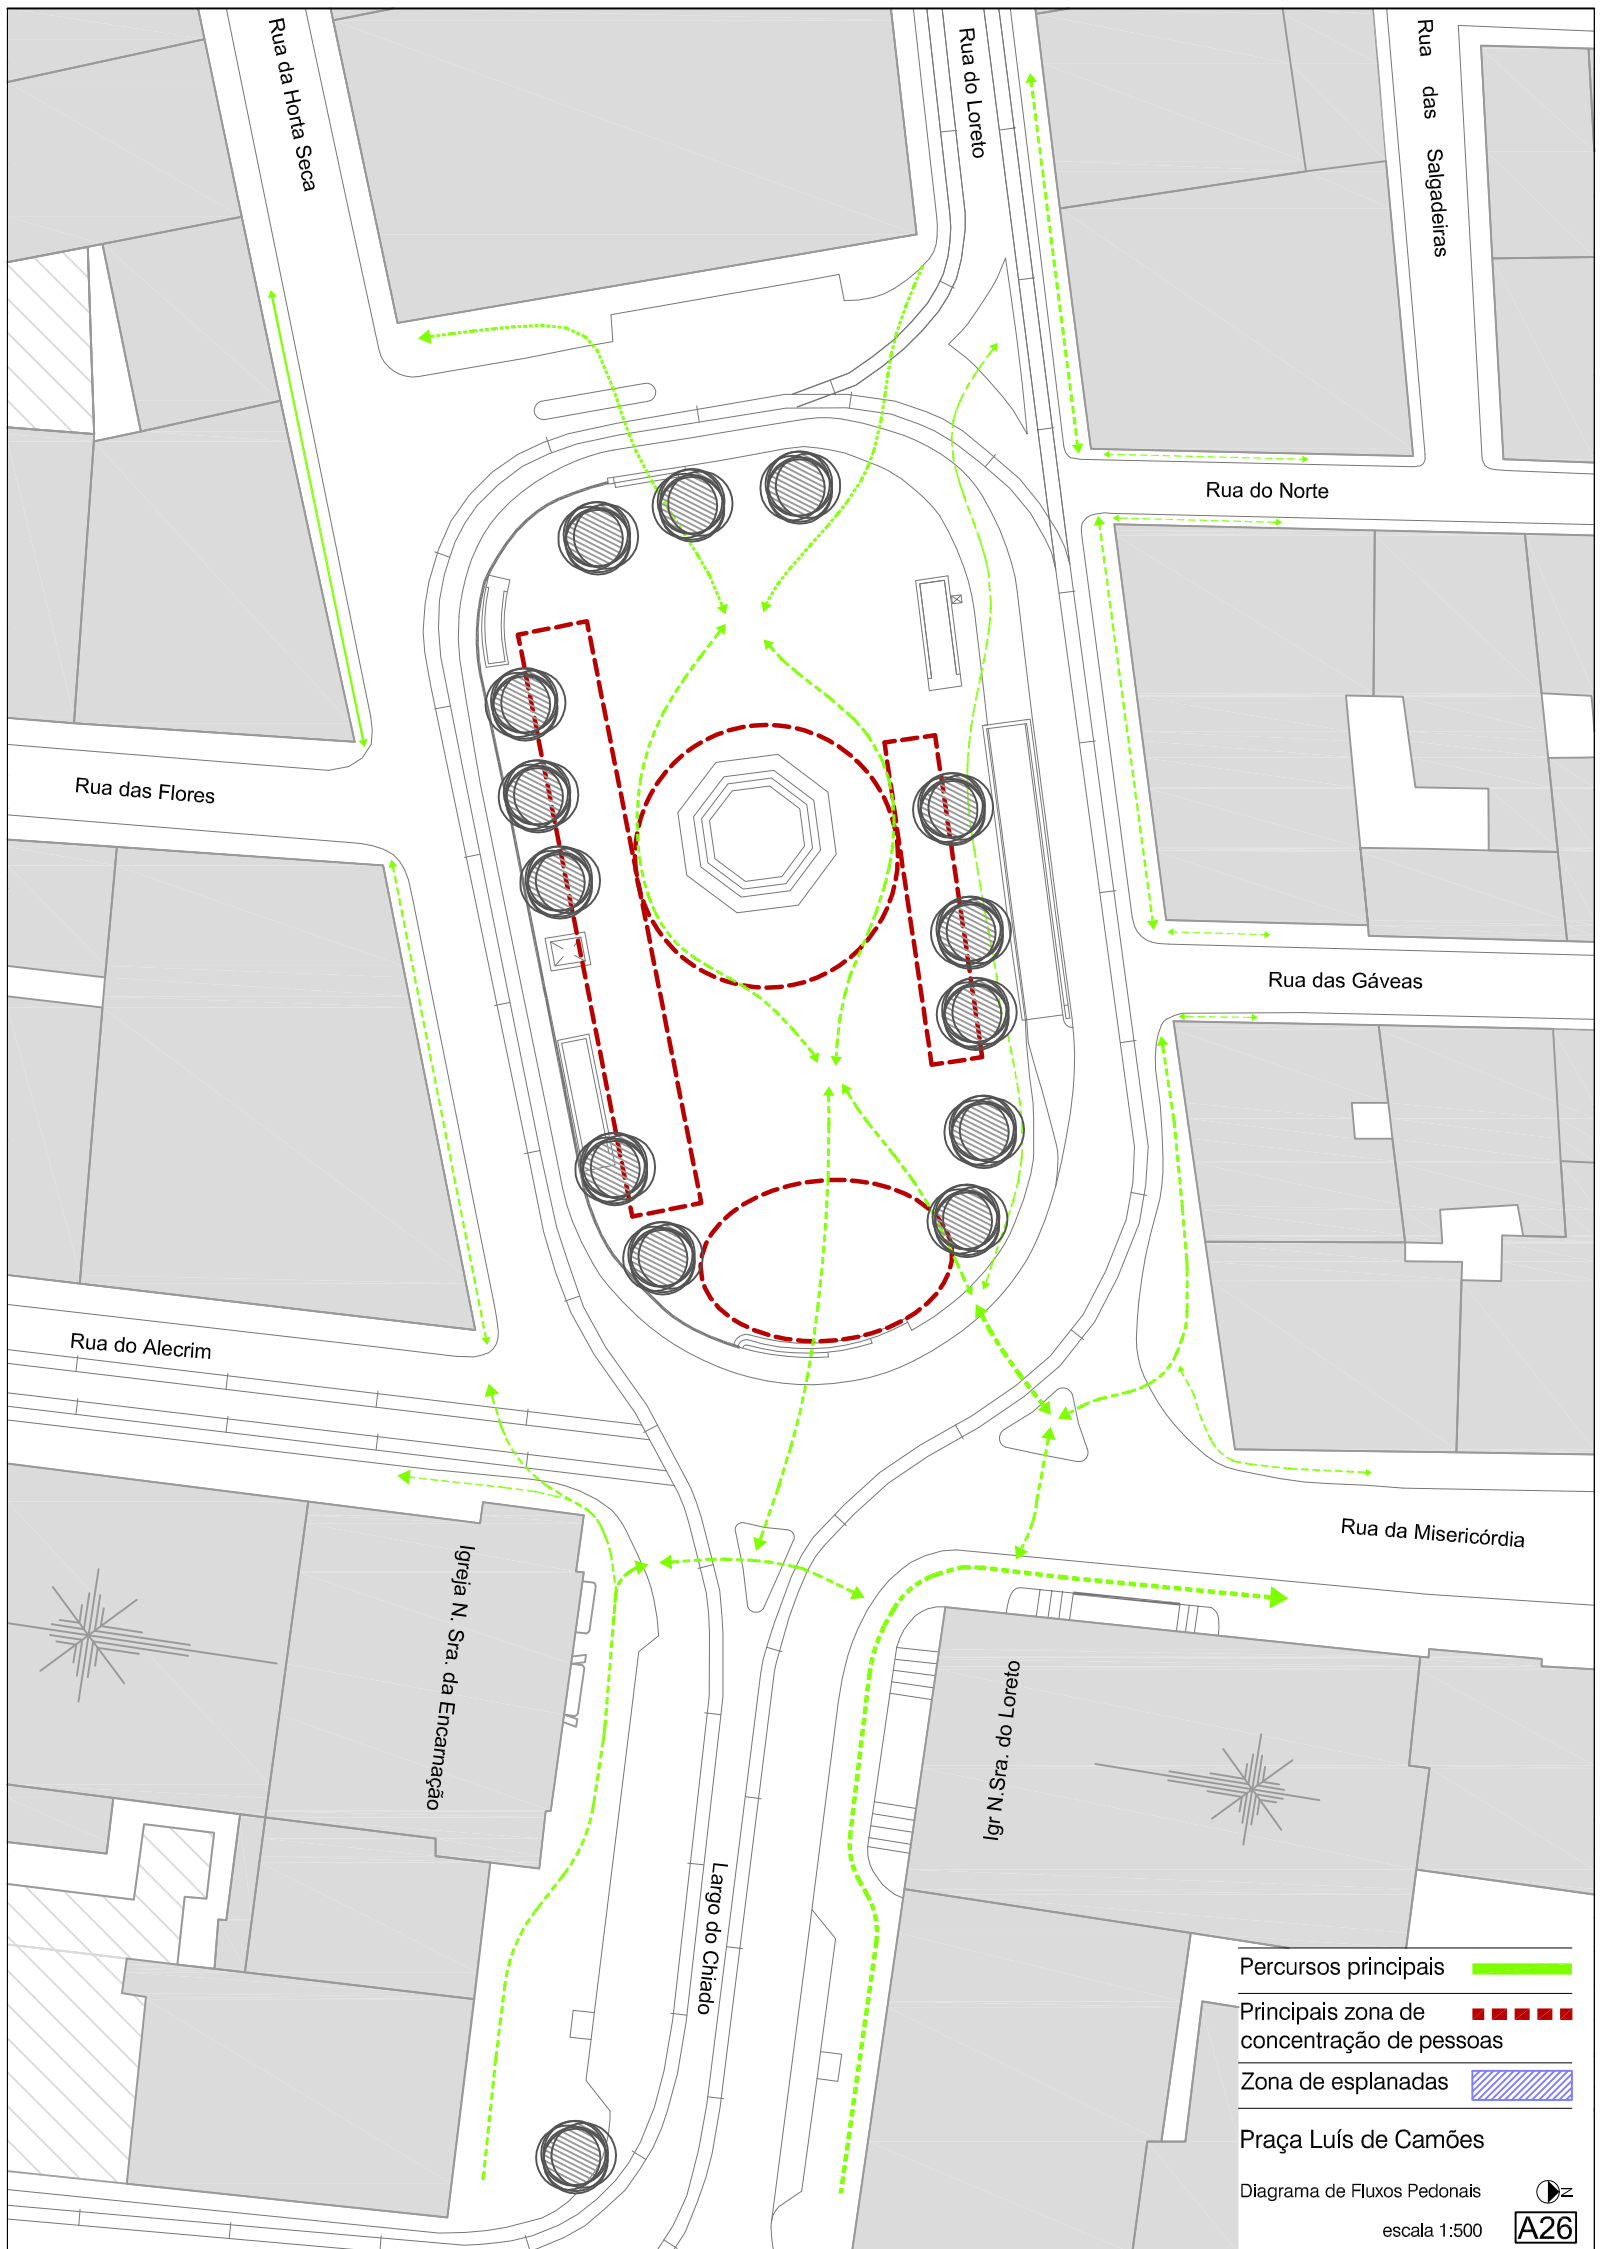 Rua da Horta Seca
Rua do Loreto
Rua das Salgadeiras
Rua do Norte
Rua das Flores
Rua das Gáveas
Rua do Alecrim
Rua da Misericórdia
Igreja N. Sra. da Encarnação
Igr N.Sra. do Loreto
Largo do Chiado
Percursos principais
Principais zona de
concentração de pessoas
Zona de esplanadas
Praça Luís de Camões
Diagrama de Fluxos Pedonais
N
escala 1:500
A26